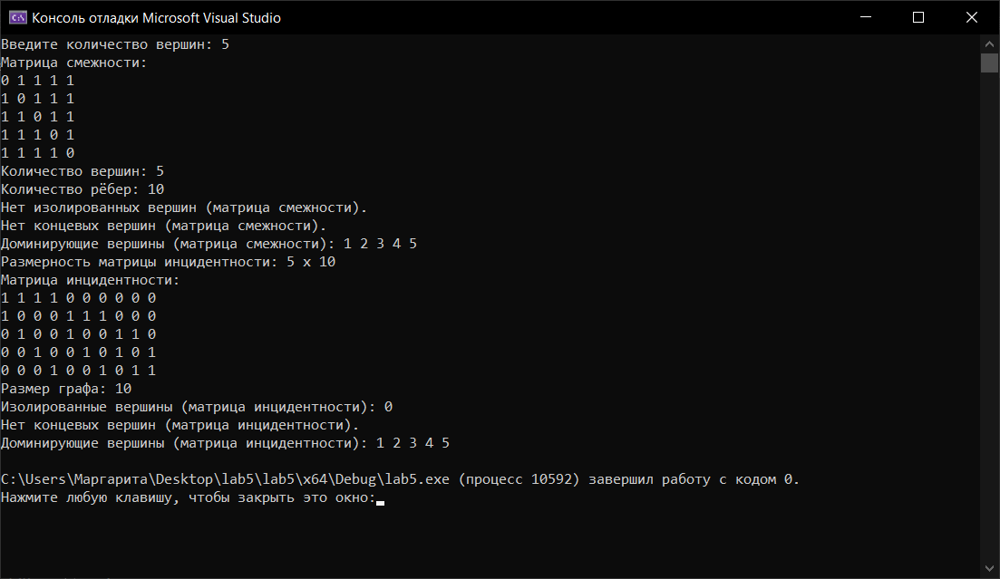 Консоль отладки Microsoft Visual Studio
Введите количество вершин: 5
Матрица смежности:
0 1 1 1 1
1 0 1 1 1
1 1 0 1 1
1 1 1 0 1
1 1 1 1 0
Количество вершин: 5
Количество рёбер: 10
Нет изолированных вершин (матрица смежности).
Нет концевых вершин (матрица смежности).
Доминирующие вершины (матрица смежности): 1 2 3 4 5
Размерность матрицы инцидентности: 5 x 10
Матрица инцидентности:
1 1 1 1 0 0 0 0 0 0
1 0 0 0 1 1 1 0 0 0
0 1 0 0 1 0 0 1 1 0
0 0 1 0 0 1 0 1 0 1
0 0 0 1 0 0 1 0 1 1
Размер графа: 10
Изолированные вершины (матрица инцидентности): 0
Нет концевых вершин (матрица инцидентности).
Доминирующие вершины (матрица инцидентности): 1 2 3 4 5
C:\Users\Маргарита\Desktop\lab5\lab5\x64\Debug\lab5.exe (процесс 10592) завершил работу с кодом 0.
Нажмите любую клавишу, чтобы закрыть это окно: